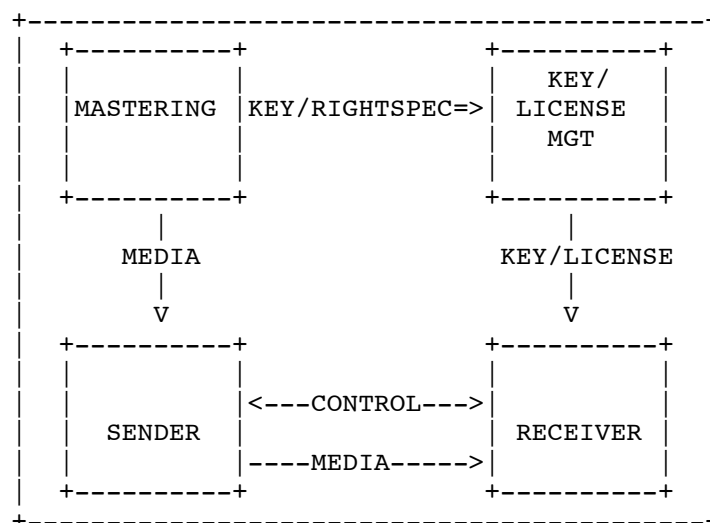 KEY/
MASTERING KEY/RIGHTSPEC=> LICENSE
MGT
MEDIA KEY/LICENSE
V V
<---CONTROL--->
SENDER RECEIVER
----MEDIA----->